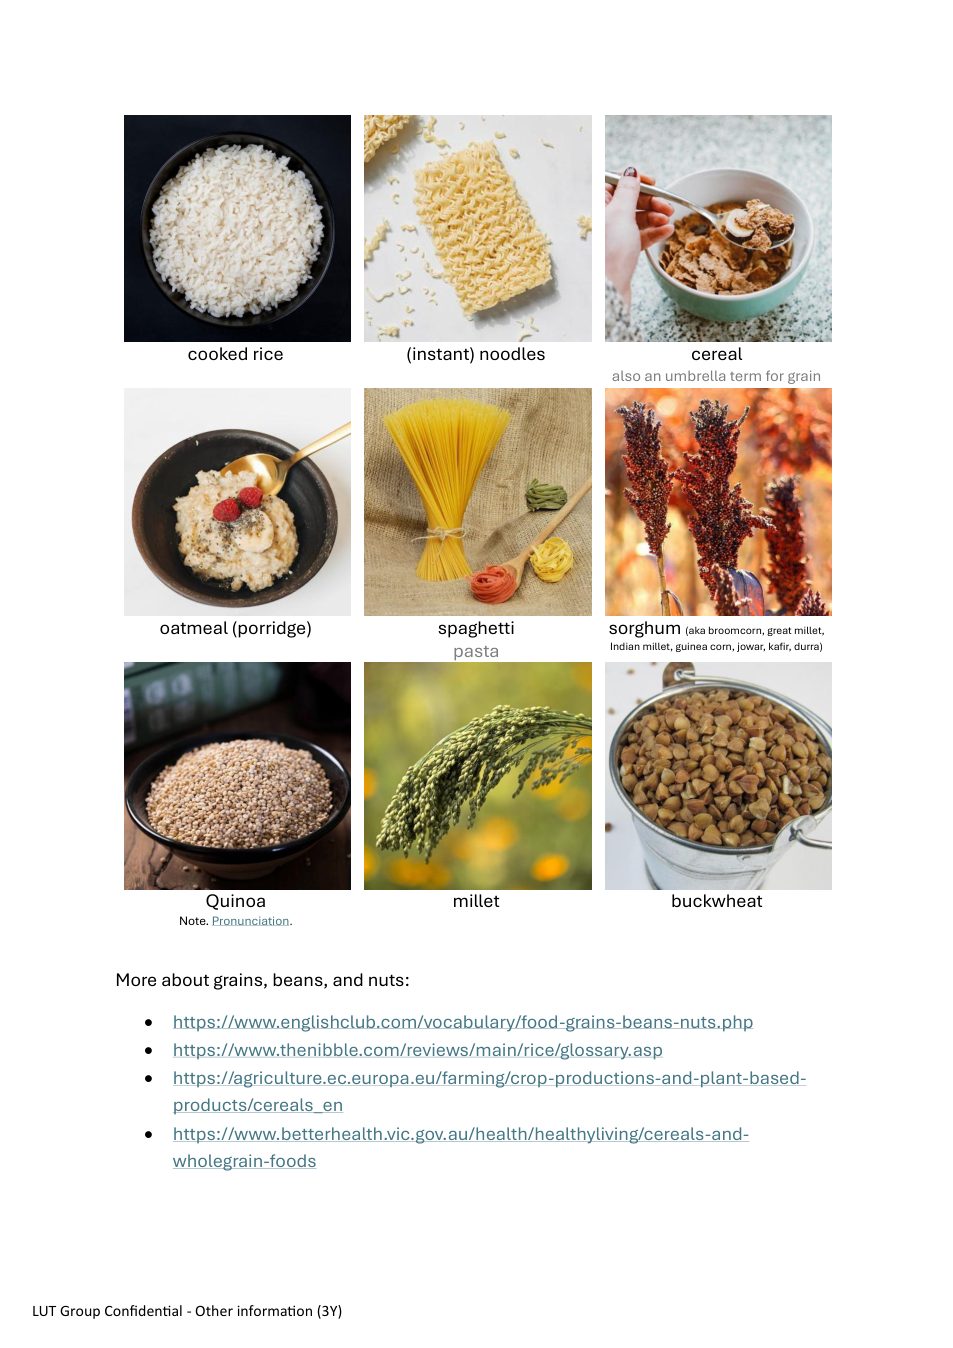 cooked rice
(instant) noodles
cereal
also an umbrella term for grain
oatmeal (porridge)
spaghetti
pasta
sorghum (aka broomcorn, great millet,
Indian millet, guinea corn, jowar, kafir, durra)
Quinoa
Note. Pronunciation.
millet
buckwheat
More about grains, beans, and nuts:
• https://www.englishclub.com/vocabulary/food-grains-beans-nuts.php
• https://www.thenibble.com/reviews/main/rice/glossary.asp
• https://agriculture.ec.europa.eu/farming/crop-productions-and-plant-based-
products/cereals_en
• https://www.betterhealth.vic.gov.au/health/healthyliving/cereals-and-
wholegrain-foods
LUT Group Confidential - Other information (3Y)